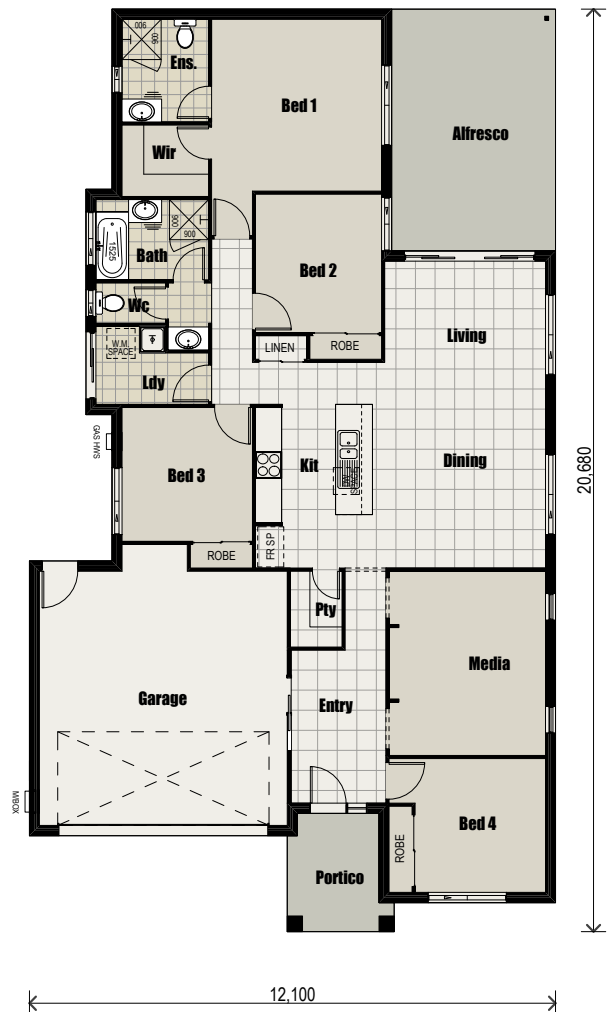 900
900
Ens.
Bed 1
Alfresco
Wir
900
900
1525
Bath
Bed 2
Wc
LINEN
ROBE
Living
W.M.
SPACE
Ldy
GAS HWS
Bed 3
Kit
Dining
20,680
ROBE
FR SP
Pty
Media
Garage
Entry
M/BOX
ROBE
Bed 4
Portico
12,100